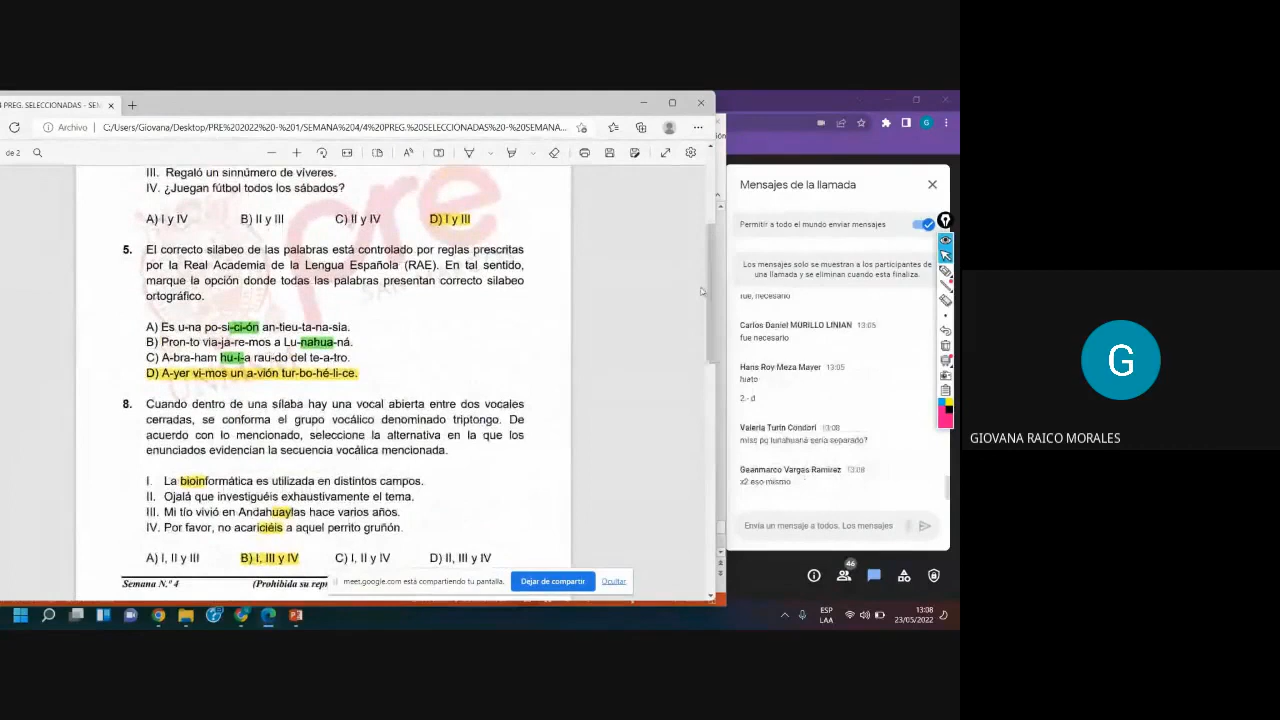 4 PREG. SELECCIONADAS - SEM
Archivo
C:/Users/Giovana/Desktop/PRE%202022%20-%201/SEMANA%204/4%20PREG.%20SELECCIONADAS%20-%20SEMANA...
de 2
III. Regaló un sinnúmero de víveres.
IV. ¿Juegan fútbol todos los sábados?
A) I y IV B) II y III C) II y IV D) I y III
5. El correcto silabeo de las palabras está controlado por reglas prescritas
por la Real Academia de la Lengua Española (RAE). En tal sentido,
marque la opción donde todas las palabras presentan correcto silabeo
ortográfico.
A) Es u-na po-si-ción an-tieu-ta-na-sia.
B) Pron-to via-ja-re-mos a Lu-nahua-ná.
C) A-bra-ham hu-í-a rau-do del te-a-tro.
D) A-yer vi-mos un a-vión tur-bo-hé-li-ce.
8. Cuando dentro de una sílaba hay una vocal abierta entre dos vocales
cerradas, se conforma el grupo vocálico denominado triptongo. De
acuerdo con lo mencionado, seleccione la alternativa en la que los
enunciados evidencian la secuencia vocálica mencionada.
I. La bioinformática es utilizada en distintos campos.
II. Ojalá que investiguéis exhaustivamente el tema.
III. Mi tío vivió en Andahuaylas hace varios años.
IV. Por favor, no acariciéis a aquel perrito gruñón.
A) I, II y III B) I, III y IV C) I, II y IV D) II, III y IV
Semana N.º 4 (Prohibida su repr
pre
meet.google.com está compartiendo tu pantalla.
Dejar de compartir
Ocultar
Mensajes de la llamada
Permitir a todo el mundo enviar mensajes
Los mensajes solo se muestran a los participantes de
una llamada y se eliminan cuando esta finaliza.
fue, necesario
Carlos Daniel MURILLO LINIAN 13:05
fue necesario
Hans Roy Meza Mayer 13:05
2.- d
Valeria Turin Condori 13:08
miss pq lunahuaná sería separado?
Geanmarco Vargas Ramirez 13:08
x2 eso mismo
Envía un mensaje a todos. Los mensajes
46
ESP
LAA
13:08
23/05/2022
G
G
GIOVANA RAICO MORALES